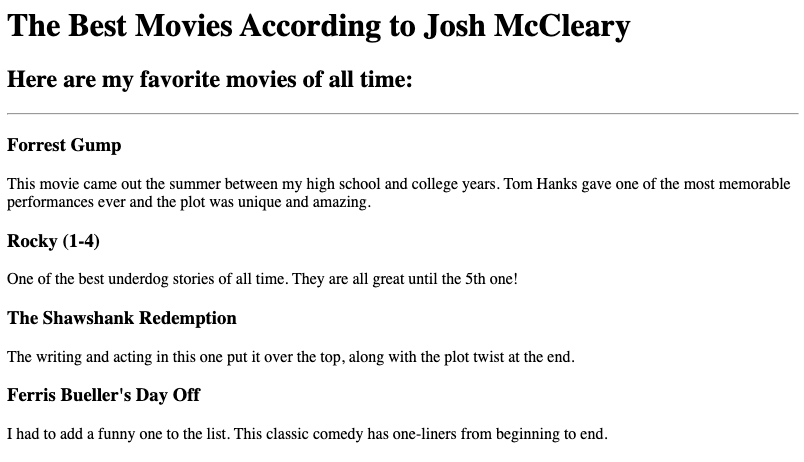 The Best Movies According to Josh McCleary
Here are my favorite movies of all time:
Forrest Gump
This movie came out the summer between my high school and college years. Tom Hanks gave one of the most memorable
performances ever and the plot was unique and amazing.
Rocky (1-4)
One of the best underdog stories of all time. They are all great until the 5th one!
The Shawshank Redemption
The writing and acting in this one put it over the top, along with the plot twist at the end.
Ferris Bueller's Day Off
I had to add a funny one to the list. This classic comedy has one-liners from beginning to end.